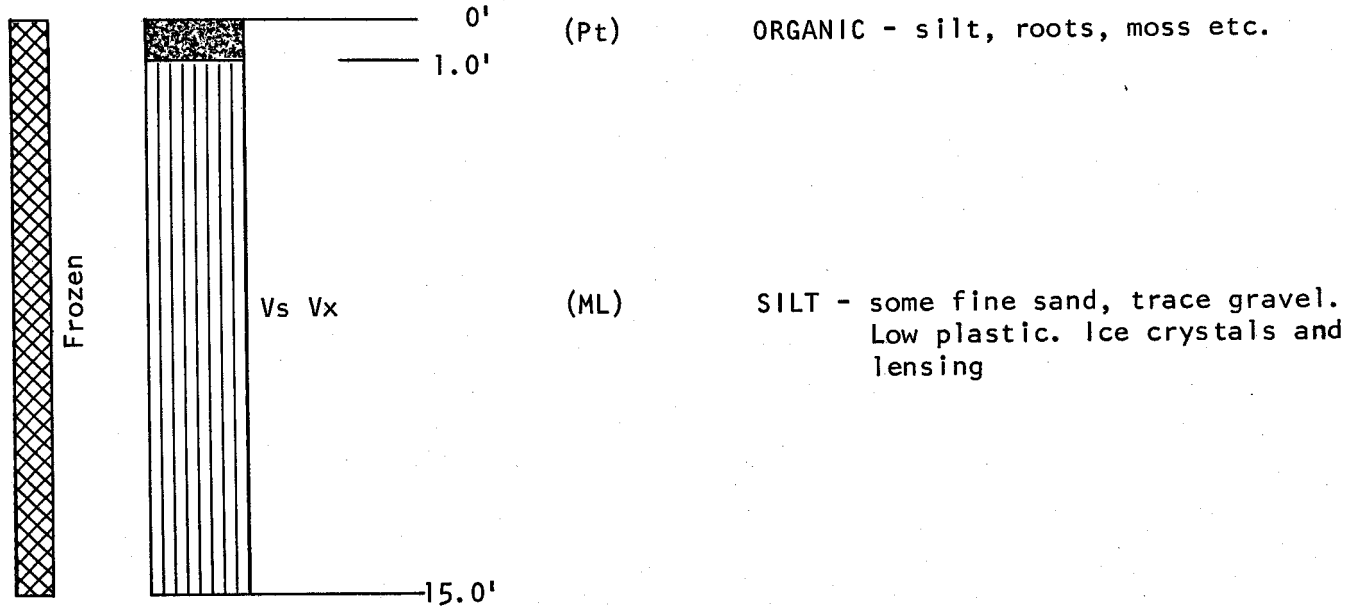 0'
(Pt)
ORGANIC - silt, roots, moss etc.
1.0'
Frozen
Vs Vx
(ML)
SILT - some fine sand, trace gravel.
Low plastic. Ice crystals and
lensing
15.0'